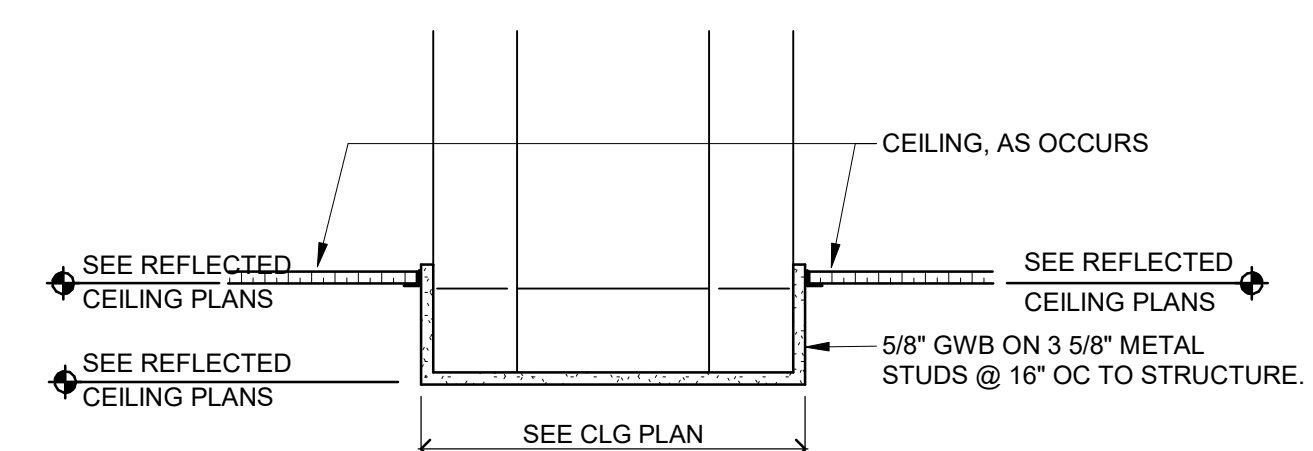 CEILING, AS OCCURS
SEE REFLECTED
CEILING PLANS
SEE REFLECTED
CEILING PLANS
SEE REFLECTED
CEILING PLANS
5/8" GWB ON 3 5/8" METAL
STUDS @ 16" OC TO STRUCTURE.
SEE CLG PLAN